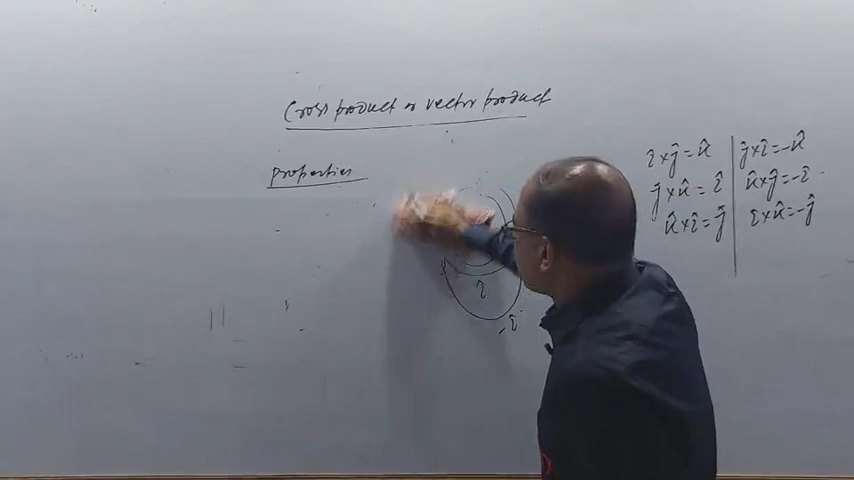 Cross product or vector product
properties
î × ĵ = k̂
ĵ × k̂ = î
k̂ × î = ĵ
ĵ × î = -k̂
k̂ × ĵ = -î
î × k̂ = -ĵ
î
-î